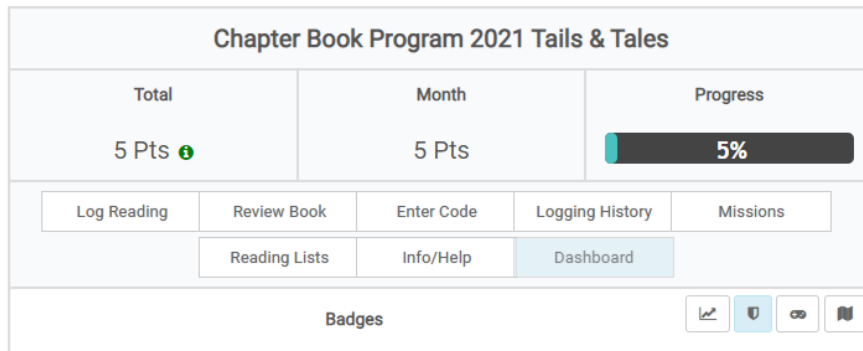 Chapter Book Program 2021 Tails & Tales
Total Month Progress
5 Pts 5 Pts 5%
Log Reading Review Book Enter Code Logging History Missions
Reading Lists Info/Help Dashboard
Badges